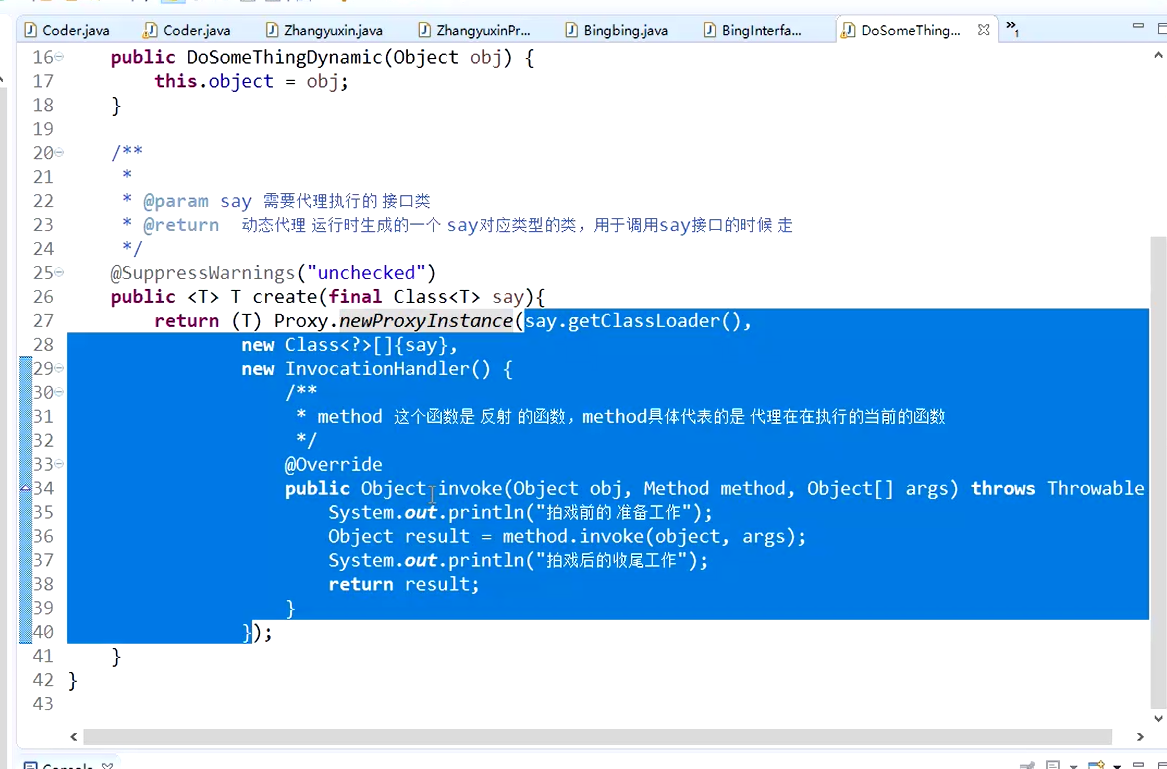 Coder.java Coder.java Zhangyuxin.java ZhangyuxinPr... Bingbing.java BingInterfa... DoSomeThing... 1
16 public DoSomeThingDynamic(Object obj) {
17 this.object = obj;
18 }
19
20 /**
21 *
22 * @param say 需要代理执行的 接口类
23 * @return 动态代理 运行时生成的一个 say对应类型的类，用于调用say接口的时候 走
24 */
25 @SuppressWarnings("unchecked")
26 public <T> T create(final Class<T> say){
27 return (T) Proxy.newProxyInstance(say.getClassLoader(),
28 new Class<?>[]{say},
29 new InvocationHandler() {
30 /**
31 * method 这个函数是 反射 的函数，method具体代表的是 代理在在执行的当前的函数
32 */
33 @Override
34 public Object invoke(Object obj, Method method, Object[] args) throws Throwable
35 System.out.println("拍戏前的 准备工作");
36 Object result = method.invoke(object, args);
37 System.out.println("拍戏后的收尾工作");
38 return result;
39 }
40 });
41 }
42 }
43
Console